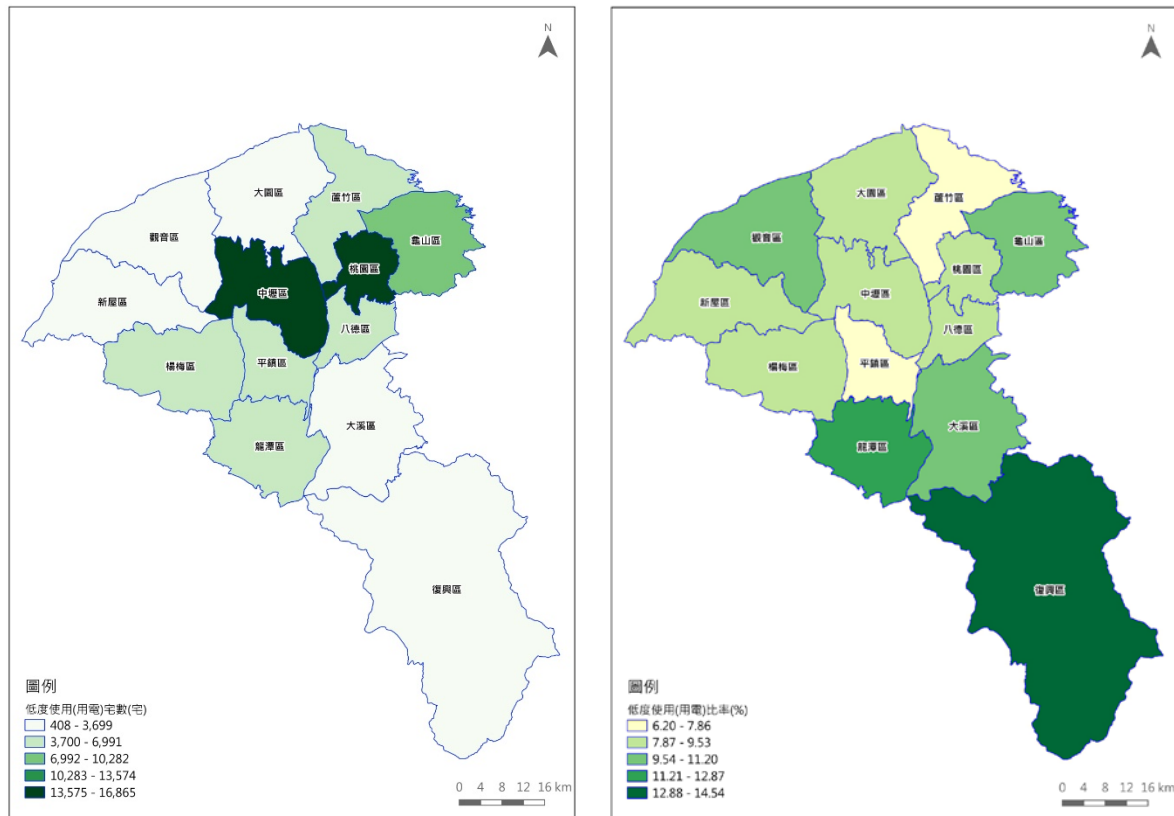 N
大園區
蘆竹區
觀音區
龜山區
桃園區
中壢區
新屋區
八德區
楊梅區
平鎮區
大溪區
龍潭區
復興區
圖例
低度使用(用電)宅數(宅)
408 - 3,699
3,700 - 6,991
6,992 - 10,282
10,283 - 13,574
13,575 - 16,865
0 4 8 12 16 km
N
大園區
蘆竹區
觀音區
龜山區
桃園區
中壢區
新屋區
八德區
楊梅區
平鎮區
大溪區
龍潭區
復興區
圖例
低度使用(用電)比率(%)
6.20 - 7.86
7.87 - 9.53
9.54 - 11.20
11.21 - 12.87
12.88 - 14.54
0 4 8 12 16 km